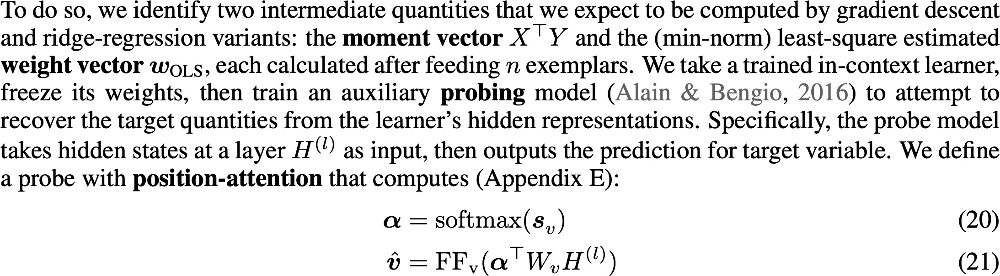 To do so, we identify two intermediate quantities that we expect to be computed by gradient descent
and ridge-regression variants: the moment vector X⊤Y and the (min-norm) least-square estimated
weight vector w_OLS, each calculated after feeding n exemplars. We take a trained in-context learner,
freeze its weights, then train an auxiliary probing model (Alain & Bengio, 2016) to attempt to
recover the target quantities from the learner’s hidden representations. Specifically, the probe model
takes hidden states at a layer H^(l) as input, then outputs the prediction for target variable. We define
a probe with position-attention that computes (Appendix E):
α = softmax(s_v) (20)
v̂ = FF_v(α⊤W_vH^(l)) (21)